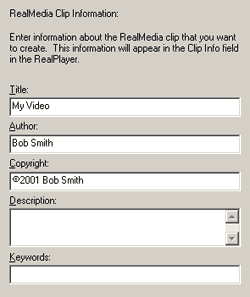 RealMedia Clip Information:
Enter information about the RealMedia clip that you want
to create. This information will appear in the Clip Info field
in the RealPlayer.
Title:
My Video
Author:
Bob Smith
Copyright:
©2001 Bob Smith
Description:
Keywords: